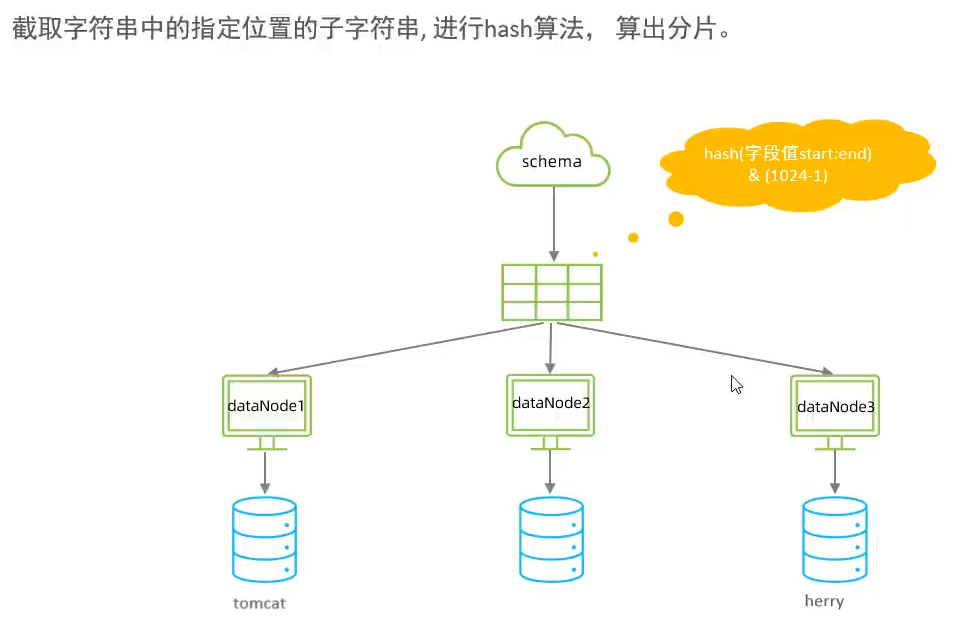 截取字符串中的指定位置的子字符串, 进行hash算法， 算出分片。
schema
hash(字段值start:end)
& (1024-1)
dataNode1
dataNode2
dataNode3
tomcat
herry